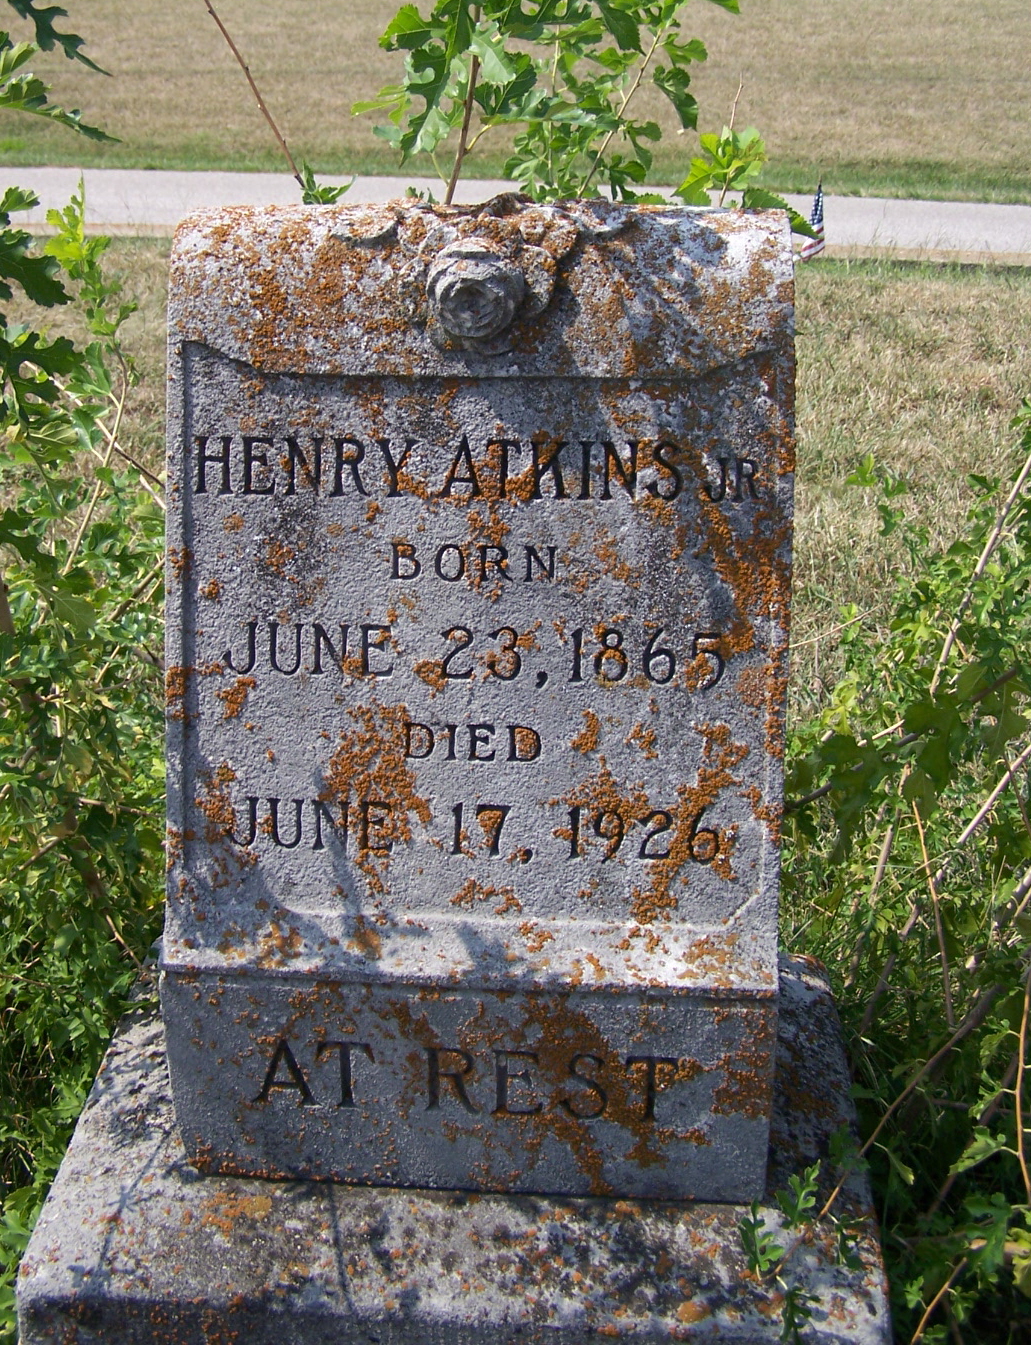 HENRY ATKINS JR.
BORN
JUNE 23, 1865
DIED
JUNE 17, 1926
AT REST